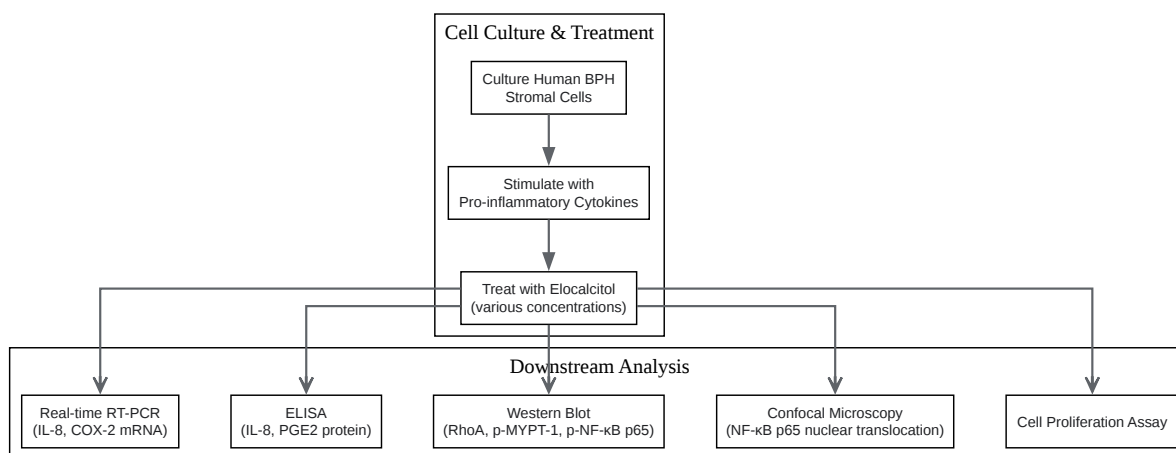 Cell Culture & Treatment
Culture Human BPH
Stromal Cells
Stimulate with
Pro-inflammatory Cytokines
Treat with Elocalcitol
(various concentrations)
Downstream Analysis
Real-time RT-PCR
(IL-8, COX-2 mRNA)
ELISA
(IL-8, PGE2 protein)
Western Blot
(RhoA, p-MYPT-1, p-NF-κB p65)
Confocal Microscopy
(NF-κB p65 nuclear translocation)
Cell Proliferation Assay